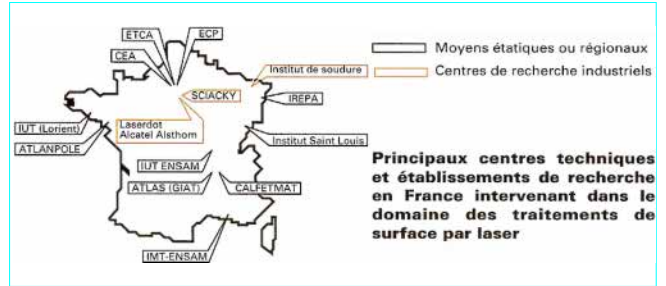 ETCA
ECP
CEA
Institut de soudure
SCIACKY
IREPA
Laserdot
Alcatel Alsthom
IUT (Lorient)
ATLANPOLE
Institut Saint Louis
IUT ENSAM
ATLAS (GIAT)
CALFETMAT
IMT-ENSAM
Moyens étatiques ou régionaux
Centres de recherche industriels
Principaux centres techniques
et établissements de recherche
en France intervenant dans le
domaine des traitements de
surface par laser